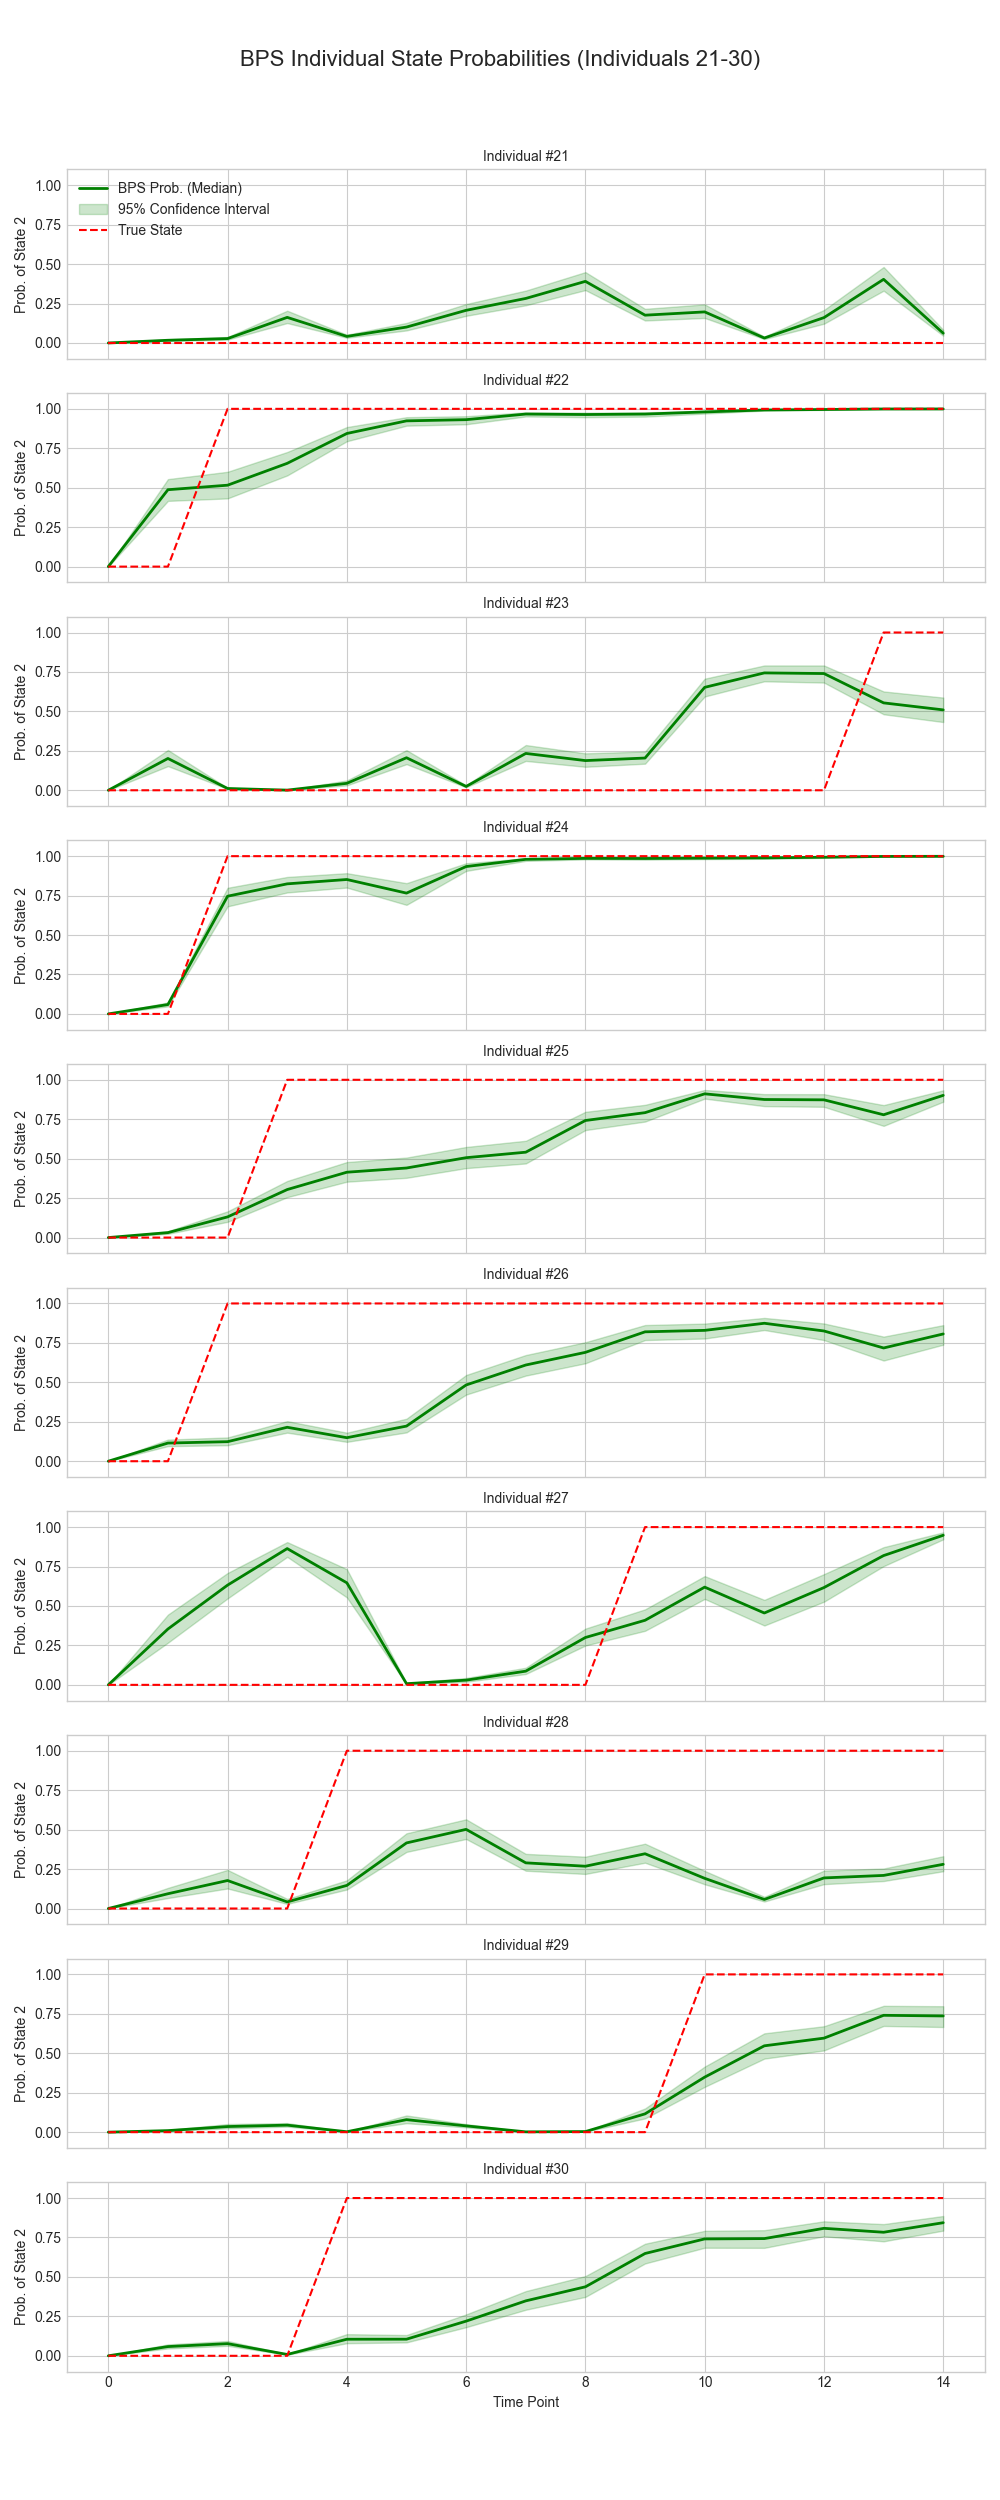 BPS Individual State Probabilities (Individuals 21-30)
Individual #21
BPS Prob. (Median)
95% Confidence Interval
True State
Prob. of State 2
1.00
0.75
0.50
0.25
0.00
Individual #22
Prob. of State 2
1.00
0.75
0.50
0.25
0.00
Individual #23
Prob. of State 2
1.00
0.75
0.50
0.25
0.00
Individual #24
Prob. of State 2
1.00
0.75
0.50
0.25
0.00
Individual #25
Prob. of State 2
1.00
0.75
0.50
0.25
0.00
Individual #26
Prob. of State 2
1.00
0.75
0.50
0.25
0.00
Individual #27
Prob. of State 2
1.00
0.75
0.50
0.25
0.00
Individual #28
Prob. of State 2
1.00
0.75
0.50
0.25
0.00
Individual #29
Prob. of State 2
1.00
0.75
0.50
0.25
0.00
Individual #30
Prob. of State 2
1.00
0.75
0.50
0.25
0.00
0 2 4 6 8 10 12 14
Time Point